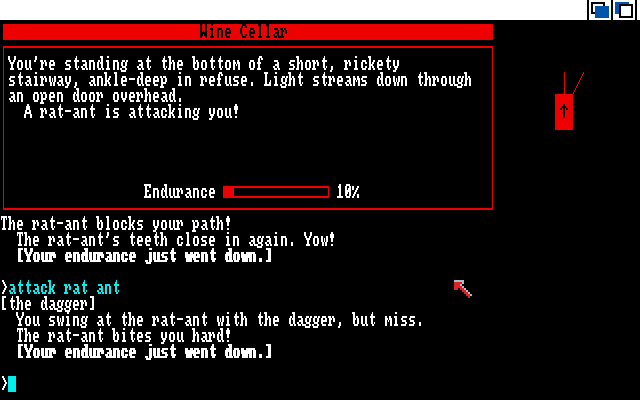 Wine Cellar
You're standing at the bottom of a short, rickety
stairway, ankle-deep in refuse. Light streams down through
an open door overhead.
A rat-ant is attacking you!
Endurance 10%
The rat-ant blocks your path!
The rat-ant's teeth close in again. Yow!
[Your endurance just went down.]
>attack rat ant
[the dagger]
You swing at the rat-ant with the dagger, but miss.
The rat-ant bites you hard!
[Your endurance just went down.]
>